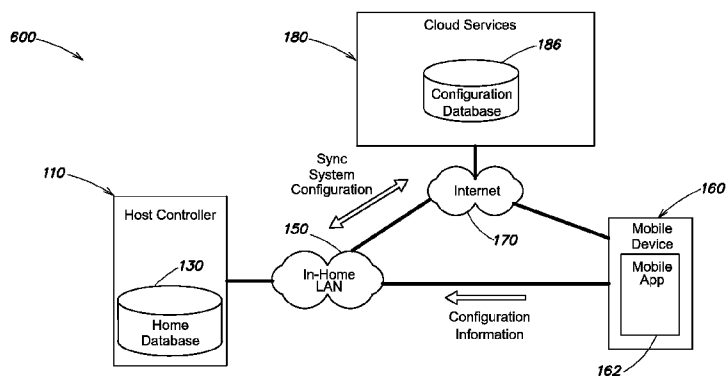 600
180
Cloud Services
186
Configuration
Database
Sync
System
Configuration
110
Host Controller
130
Home
Database
150
In-Home
LAN
Internet
170
160
Mobile
Device
Mobile
App
162
Configuration
Information